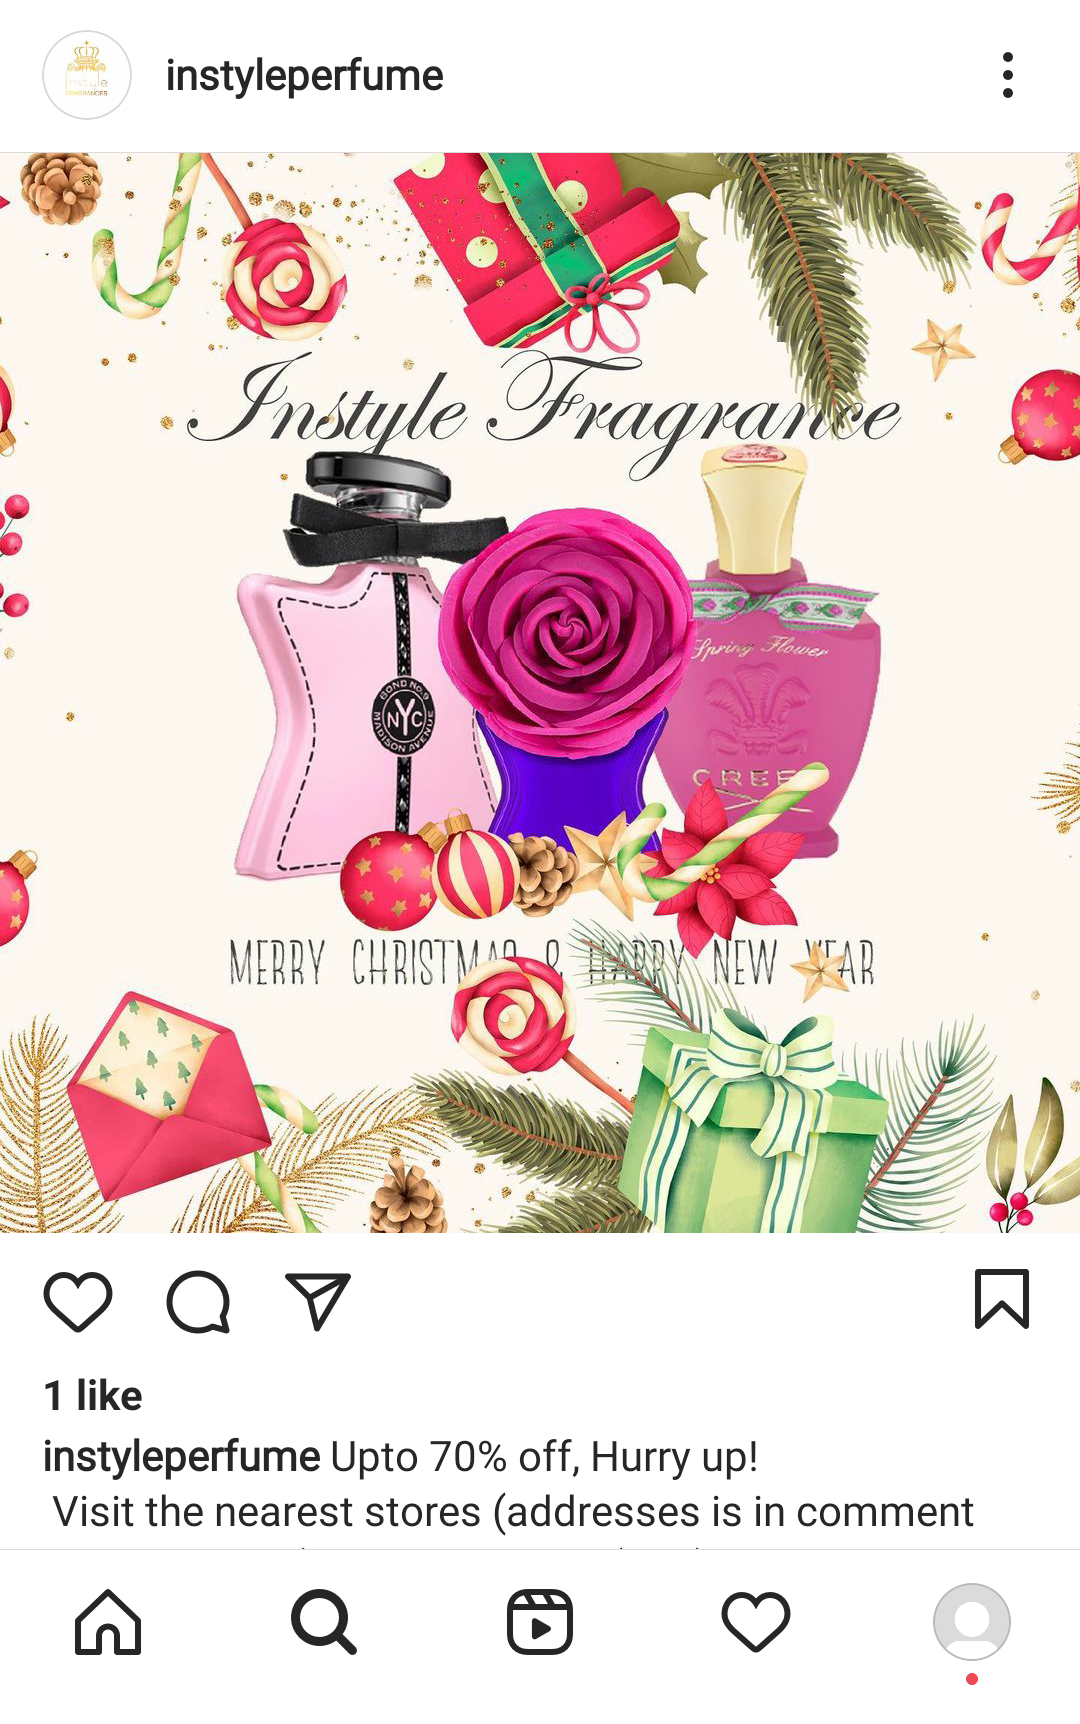 Instyle
FRAGRANCES
instyleperfume
Instyle Fragrance
BOND NO.9
NYC
MADISON AVENUE
Spring Flower
CREE
MERRY CHRISTMAS & HAPPY NEW YEAR
1 like
instyleperfume Upto 70% off, Hurry up!
Visit the nearest stores (addresses is in comment